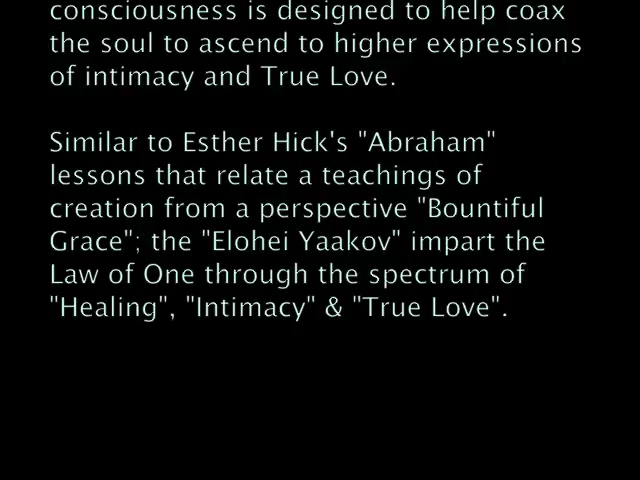 consciousness is designed to help coax
the soul to ascend to higher expressions
of intimacy and True Love.
Similar to Esther Hick's "Abraham"
lessons that relate a teachings of
creation from a perspective "Bountiful
Grace"; the "Elohei Yaakov" impart the
Law of One through the spectrum of
"Healing", "Intimacy" & "True Love".